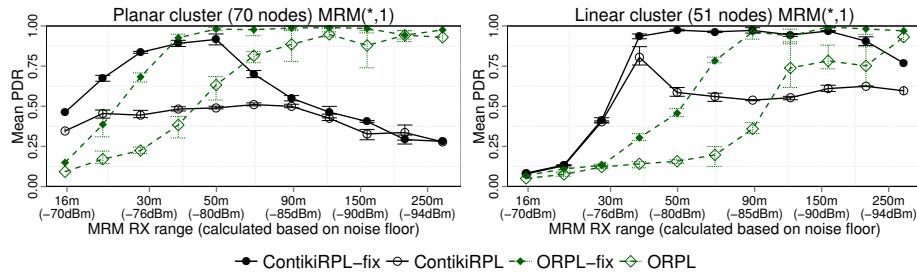 Planar cluster (70 nodes) MRM(*,1)
Mean PDR
0.00 0.25 0.50 0.75 1.00
16m 30m 50m 90m 150m 250m
(−70dBm) (−76dBm) (−80dBm) (−85dBm) (−90dBm) (−94dBm)
MRM RX range (calculated based on noise floor)
Linear cluster (51 nodes) MRM(*,1)
Mean PDR
0.00 0.25 0.50 0.75 1.00
16m 30m 50m 90m 150m 250m
(−70dBm) (−76dBm) (−80dBm) (−85dBm) (−90dBm) (−94dBm)
MRM RX range (calculated based on noise floor)
ContikiRPL−fix ContikiRPL ORPL−fix ORPL